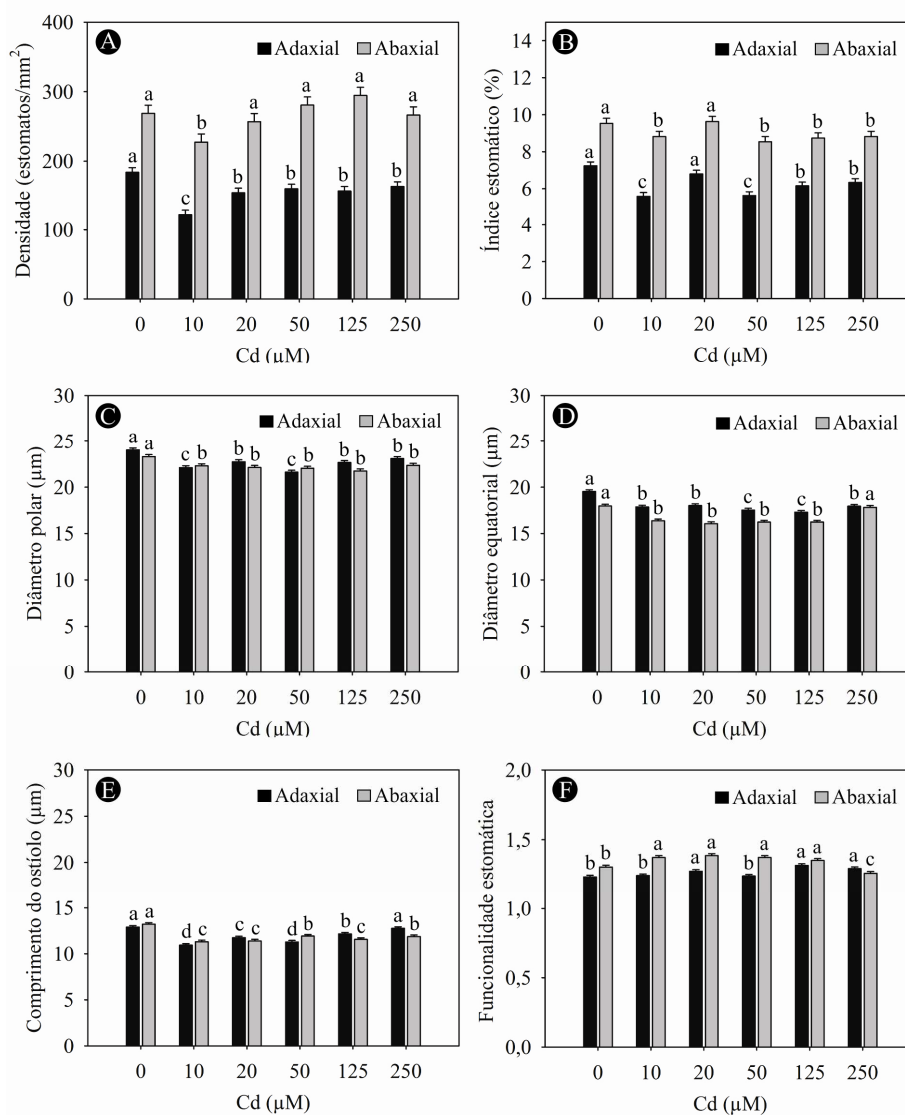 A
Adaxial Abaxial
Densidade (estomatos/mm²)
400
300
200
100
0
a a c b b a b a b a b a
0 10 20 50 125 250
Cd (µM)
B
Adaxial Abaxial
Índice estomático (%)
14
12
10
8
6
4
2
0
a a c b a a c b b b b b
0 10 20 50 125 250
Cd (µM)
C
Adaxial Abaxial
Diâmetro polar (µm)
30
25
20
15
10
5
0
a a c b b b c b b b b b
0 10 20 50 125 250
Cd (µM)
D
Adaxial Abaxial
Diâmetro equatorial (µm)
30
25
20
15
10
5
0
a a b b b b c b c b b a
0 10 20 50 125 250
Cd (µM)
E
Adaxial Abaxial
Comprimento do ostíolo (µm)
30
25
20
15
10
5
0
a a d c c c d b b c a b
0 10 20 50 125 250
Cd (µM)
F
Adaxial Abaxial
Funcionalidade estomática
2,0
1,5
1,0
0,5
0,0
b b b a a a b a a a a c
0 10 20 50 125 250
Cd (µM)